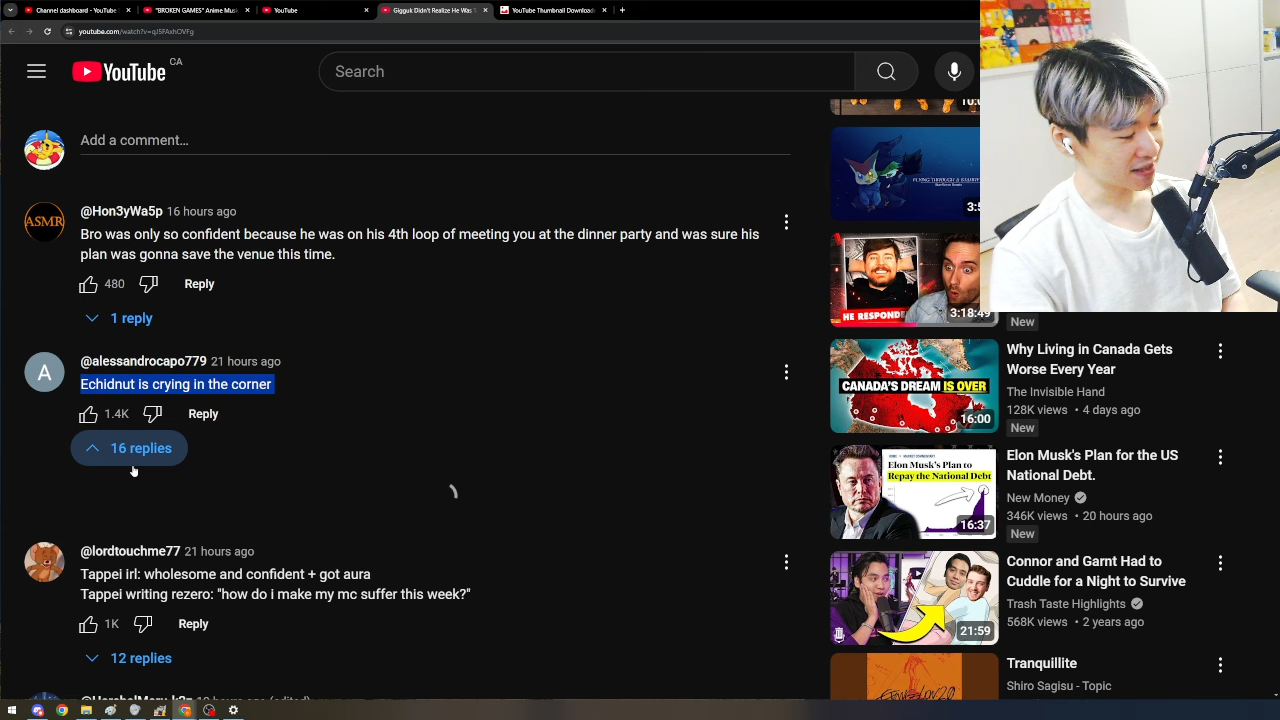 Channel dashboard - YouTube
"BROKEN GAMES" Anime Mus
YouTube
Gigguk Didn't Realize He Was
YouTube Thumbnail Download
youtube.com/watch?v=qJ5FAxhOVFg
YouTube CA
Search
Add a comment…
@Hon3yWa5p 16 hours ago
Bro was only so confident because he was on his 4th loop of meeting you at the dinner party and was sure his
plan was gonna save the venue this time.
480 Reply
1 reply
@alessandrocapo779 21 hours ago
Echidnut is crying in the corner
1.4K Reply
16 replies
@lordtouchme77 21 hours ago
Tappei irl: wholesome and confident + got aura
Tappei writing rezero: "how do i make my mc suffer this week?"
1K Reply
12 replies
ASMR
A
HE RESPONDE
3:18:49
New
CANADA'S DREAM IS OVER
16:00
Why Living in Canada Gets
Worse Every Year
The Invisible Hand
128K views • 4 days ago
New
Elon Musk's Plan to
Repay the National Debt
16:37
Elon Musk's Plan for the US
National Debt.
New Money
346K views • 20 hours ago
New
21:59
Connor and Garnt Had to
Cuddle for a Night to Survive
Trash Taste Highlights
568K views • 2 years ago
Tranquillite
Shiro Sagisu - Topic